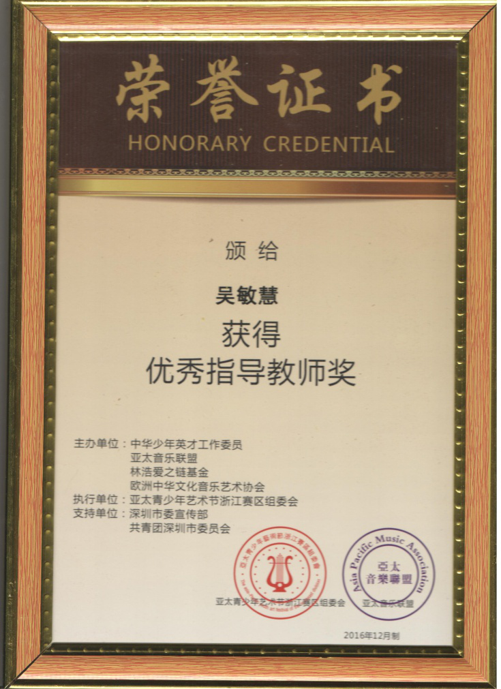 荣誉证书
HONORARY CREDENTIAL
颁给
吴敏慧
获得
优秀指导教师奖
主办单位：中华少年英才工作委员
亚太音乐联盟
林浩爱之链基金
欧洲中华文化音乐艺术协会
执行单位：亚太青少年艺术节浙江赛区组委会
支持单位：深圳市委宣传部
共青团深圳市委员会
Asia Pacific Music Association
亞太
音樂聯盟
亚太青少年艺术节浙江赛区组委会
亚太音乐联盟
2016年12月制